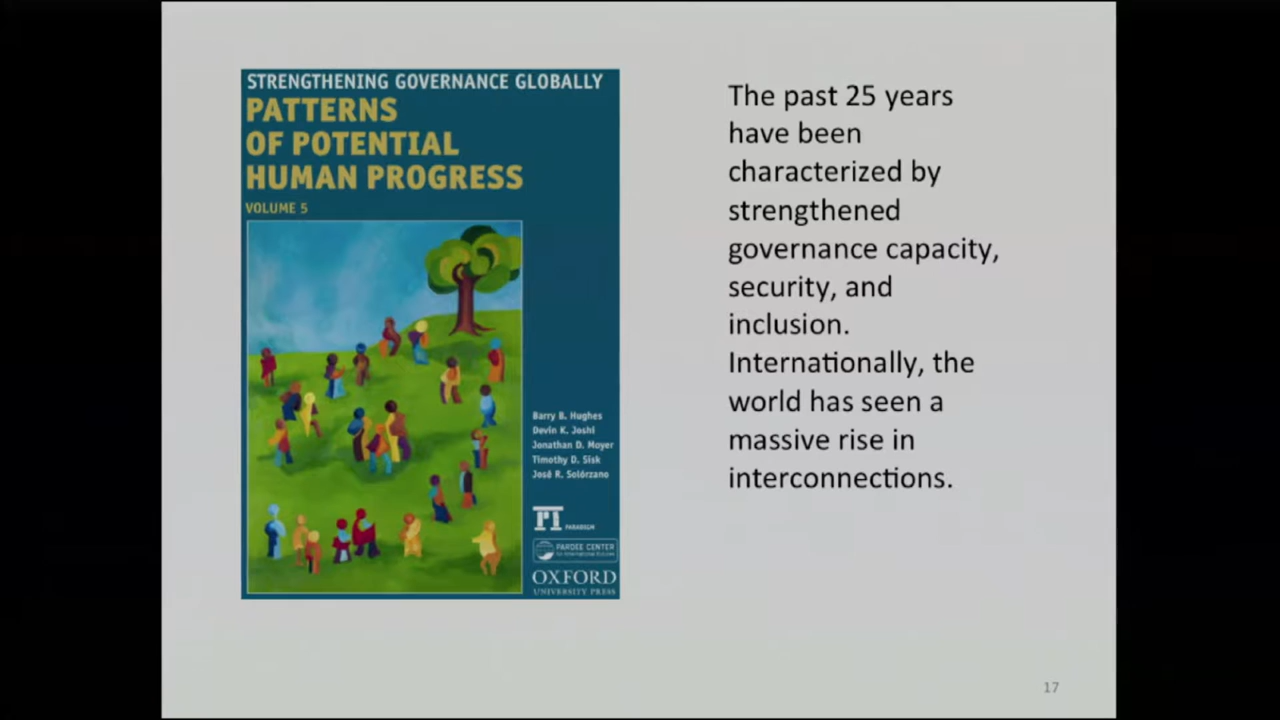 STRENGTHENING GOVERNANCE GLOBALLY
PATTERNS
OF POTENTIAL
HUMAN PROGRESS
VOLUME 5
Barry B. Hughes
Devin K. Joshi
Jonathan D. Moyer
Timothy D. Sisk
José R. Solórzano
PARADIGM
PARDEE CENTER
OXFORD
UNIVERSITY PRESS
The past 25 years
have been
characterized by
strengthened
governance capacity,
security, and
inclusion.
Internationally, the
world has seen a
massive rise in
interconnections.
17